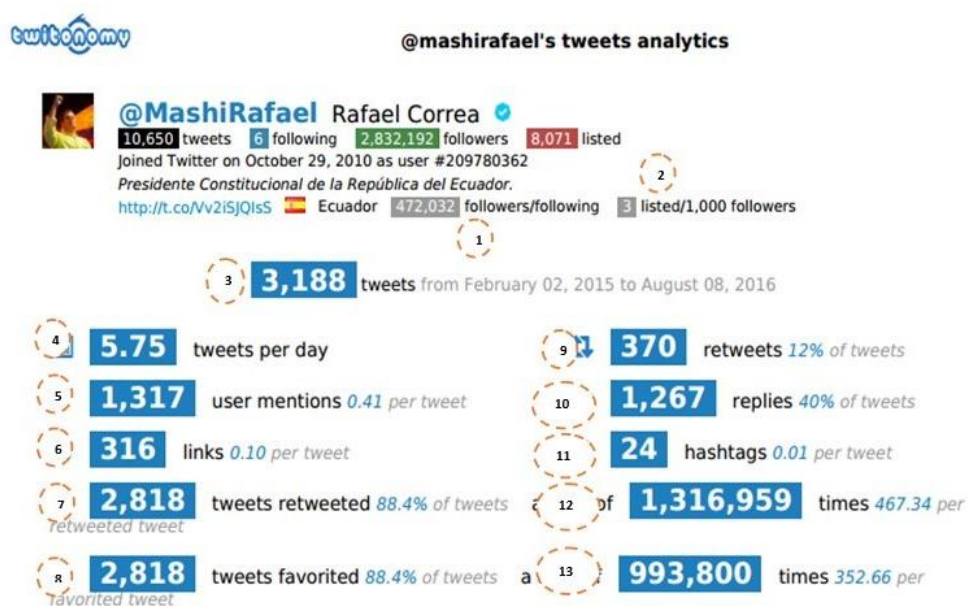 twitonomy
@mashirafael's tweets analytics
@MashiRafael Rafael Correa
10,650 tweets 6 following 2,832,192 followers 8,071 listed
Joined Twitter on October 29, 2010 as user #209780362
Presidente Constitucional de la República del Ecuador.
2
http://t.co/Vv2iSJQIsS Ecuador 472,032 followers/following 3 listed/1,000 followers
1
3 3,188 tweets from February 02, 2015 to August 08, 2016
4 5.75 tweets per day
9 370 retweets 12% of tweets
5 1,317 user mentions 0.41 per tweet
10 1,267 replies 40% of tweets
6 316 links 0.10 per tweet
11 24 hashtags 0.01 per tweet
7 2,818 tweets retweeted 88.4% of tweets a 12 of 1,316,959 times 467.34 per
retweeted tweet
8 2,818 tweets favorited 88.4% of tweets a 13 993,800 times 352.66 per
favorited tweet